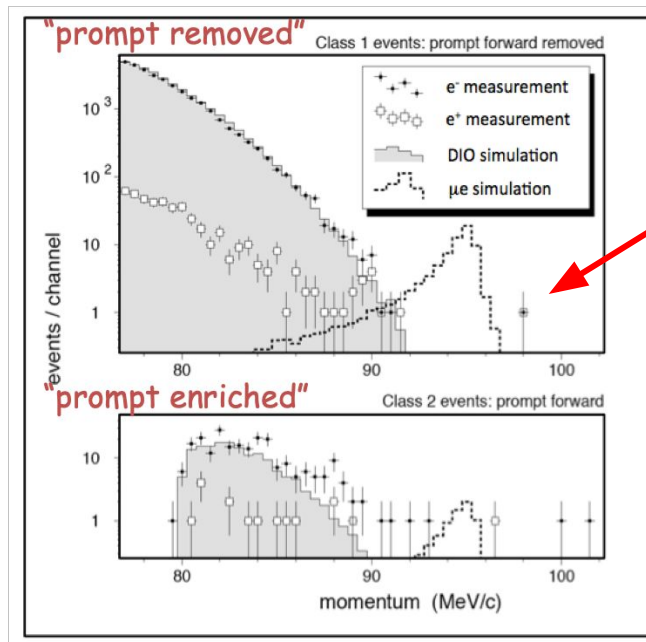 "prompt removed"
Class 1 events: prompt forward removed
e⁻ measurement
e⁺ measurement
DIO simulation
μe simulation
10³
10²
10
1
80
90
100
events / channel
"prompt enriched"
Class 2 events: prompt forward
10
1
80
90
100
momentum (MeV/c)